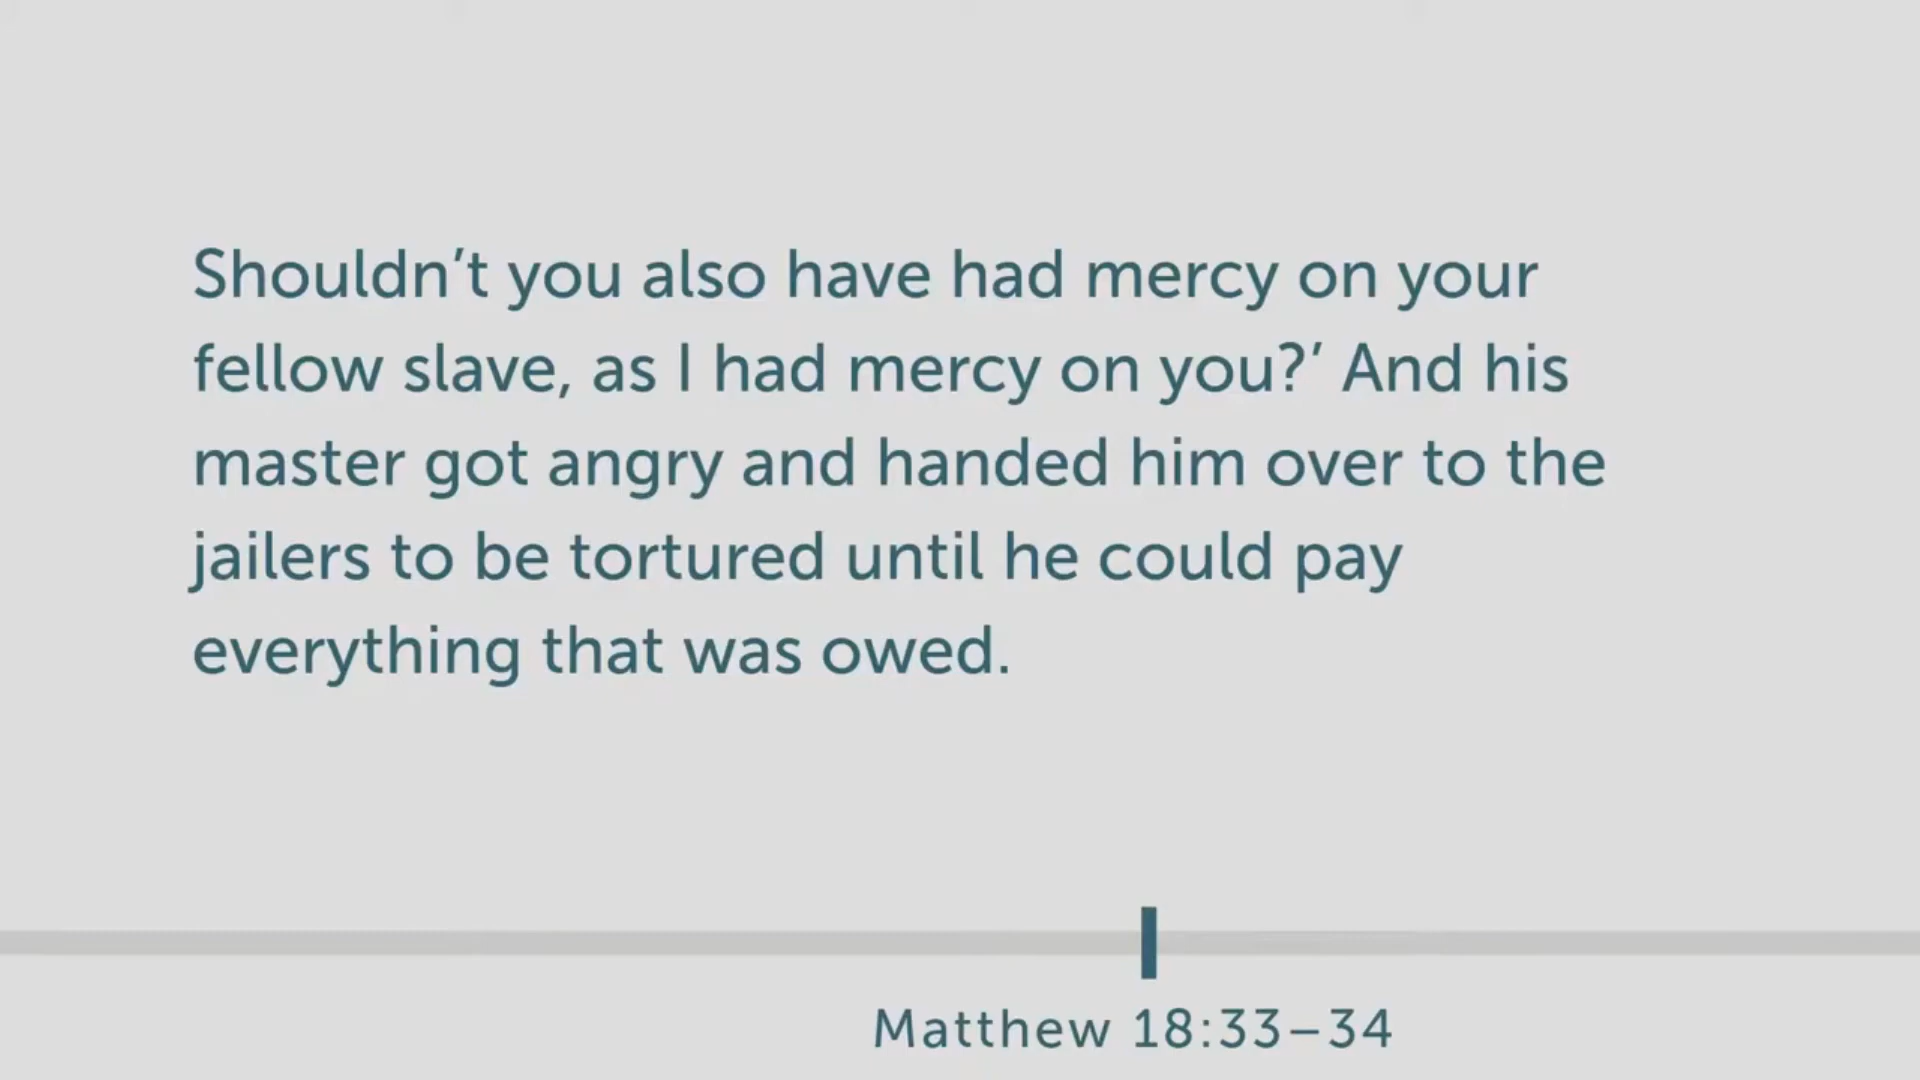 Shouldn’t you also have had mercy on your
fellow slave, as I had mercy on you?’ And his
master got angry and handed him over to the
jailers to be tortured until he could pay
everything that was owed.
Matthew 18:33–34